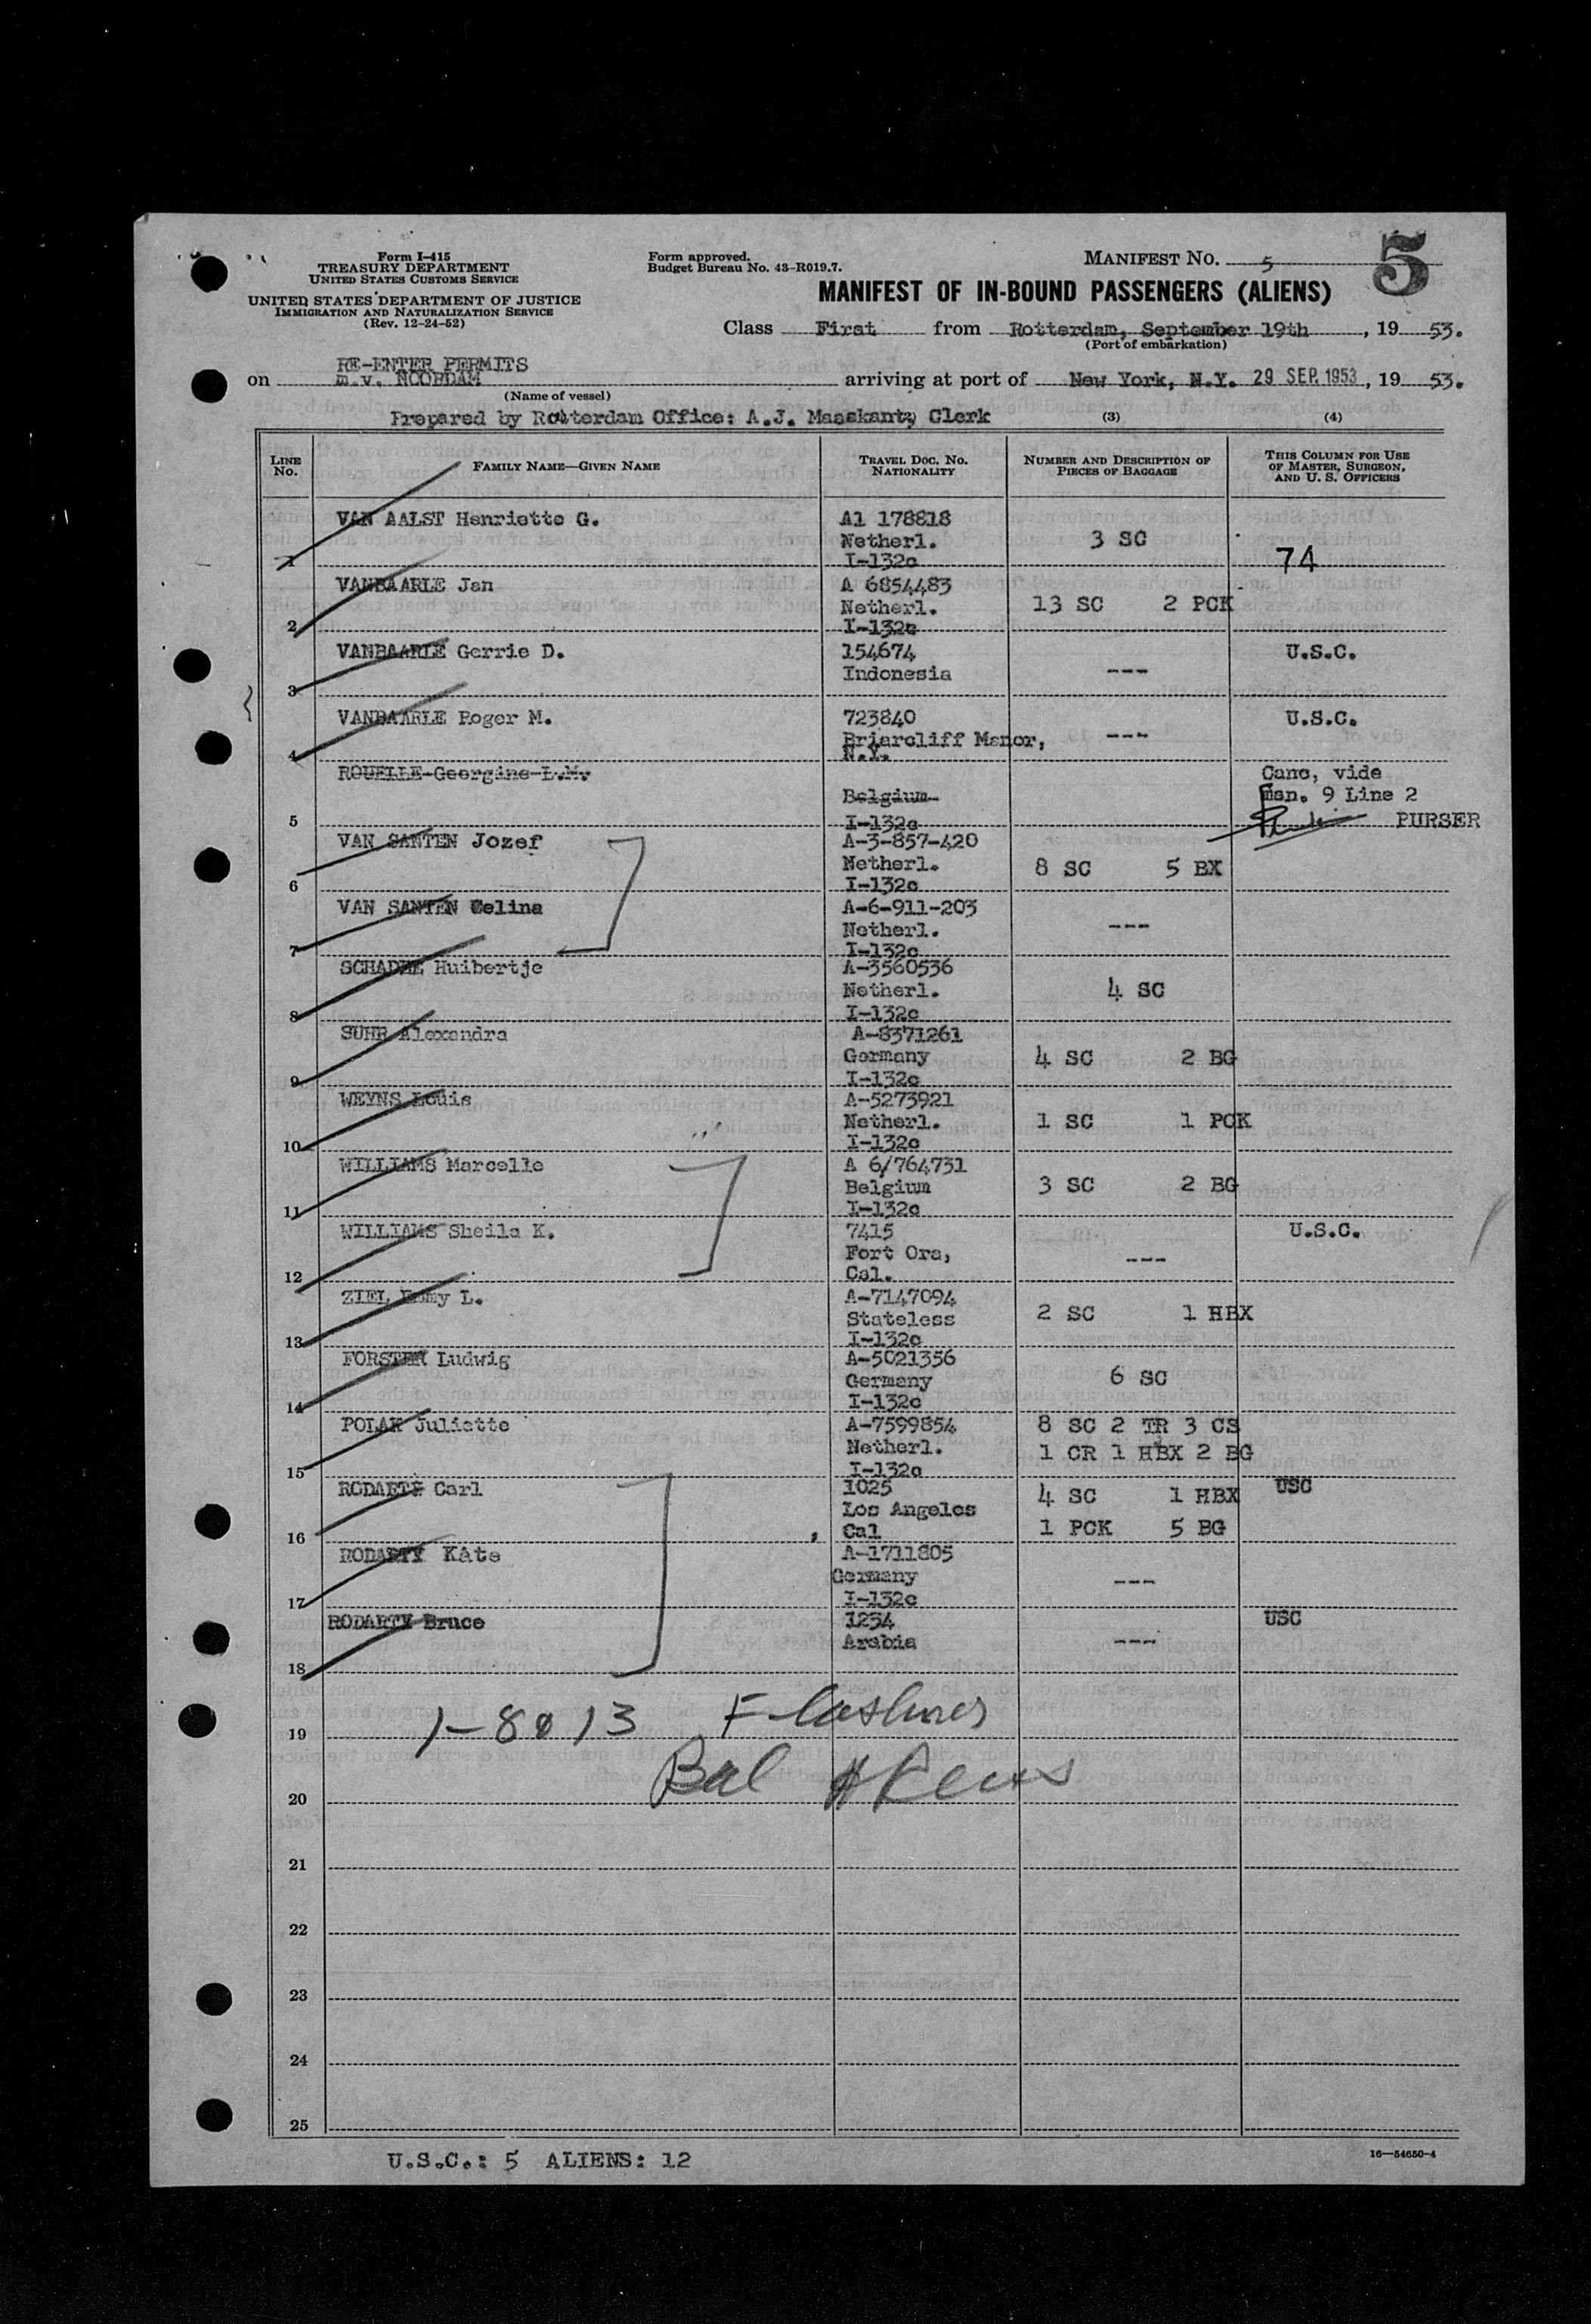 Form I-415
TREASURY DEPARTMENT
UNITED STATES CUSTOMS SERVICE
UNITED STATES DEPARTMENT OF JUSTICE
IMMIGRATION AND NATURALIZATION SERVICE
(Rev. 12-24-52)
Form approved.
Budget Bureau No. 43-R019.7.
MANIFEST NO. 5
5
MANIFEST OF IN-BOUND PASSENGERS (ALIENS)
Class First from Rotterdam, September 19th, 19 53.
(Port of embarkation)
RE-ENTER PERMITS
on m.v. NOORDAM arriving at port of New York, N.Y. 29 SEP. 1953, 19 53.
(Name of vessel)
Prepared by Rotterdam Office: A.J. Maaskant, Clerk (3) (4)
LINE NO. FAMILY NAME—GIVEN NAME TRAVEL DOC. NO. NATIONALITY NUMBER AND DESCRIPTION OF PIECES OF BAGGAGE THIS COLUMN FOR USE OF MASTER, SURGEON, AND U. S. OFFICERS
VAN AALST Henriette G. A1 178818
Netherl. 3 SC
1 I-132c 74
VANBAARLE Jan A 6854483
Netherl. 13 SC 2 PCK
2 I-132c
VANBAARLE Gerrie D. 154674 U.S.C.
Indonesia ---
3
VANBAARLE Roger M. 723840 U.S.C.
Briarcliff Manor, ---
4 N.Y.
ROUELLE Georgine L.M. Canc, vide
Belgium man. 9 Line 2
5 I-132c PURSER
VAN SANTEN Jozef A-3-857-420
Netherl. 8 SC 5 BX
6 I-132c
VAN SANTEN Celina A-6-911-203
Netherl. ---
7 I-132c
SCHADEE Huibertje A-3560536
Netherl. 4 SC
8 I-132c
SUHR Alexandra A-8371261
Germany 4 SC 2 BG
9 I-132c
WEYNS Louis A-5273921
Netherl. 1 SC 1 PCK
10 I-132c
WILLIAMS Marcelle A 6/764731
Belgium 3 SC 2 BG
11 I-132c
WILLIAMS Sheila K. 7415 U.S.C.
Fort Ora, ---
12 Cal.
ZIEL L. A-7147094
Stateless 2 SC 1 HBX
13 I-132c
FORSTER Ludwig A-5021356
Germany 6 SC
14 I-132c
POLAK Juliette A-7599854 8 SC 2 TR 3 CS
Netherl. 1 CR 1 HBX 2 BG
15 I-132c
RODARTE Carl 1025 4 SC 1 HBX USC
Los Angeles
16 , Cal 1 PCK 5 BG
RODARTY Käte A-1711805
Germany ---
17 I-132c
RODARTY Bruce 1234 USC
Arabia ---
18
19 1-8 & 13
20 Bal
21
22
23
24
25
U.S.C.: 5 ALIENS: 12
16—54650-4